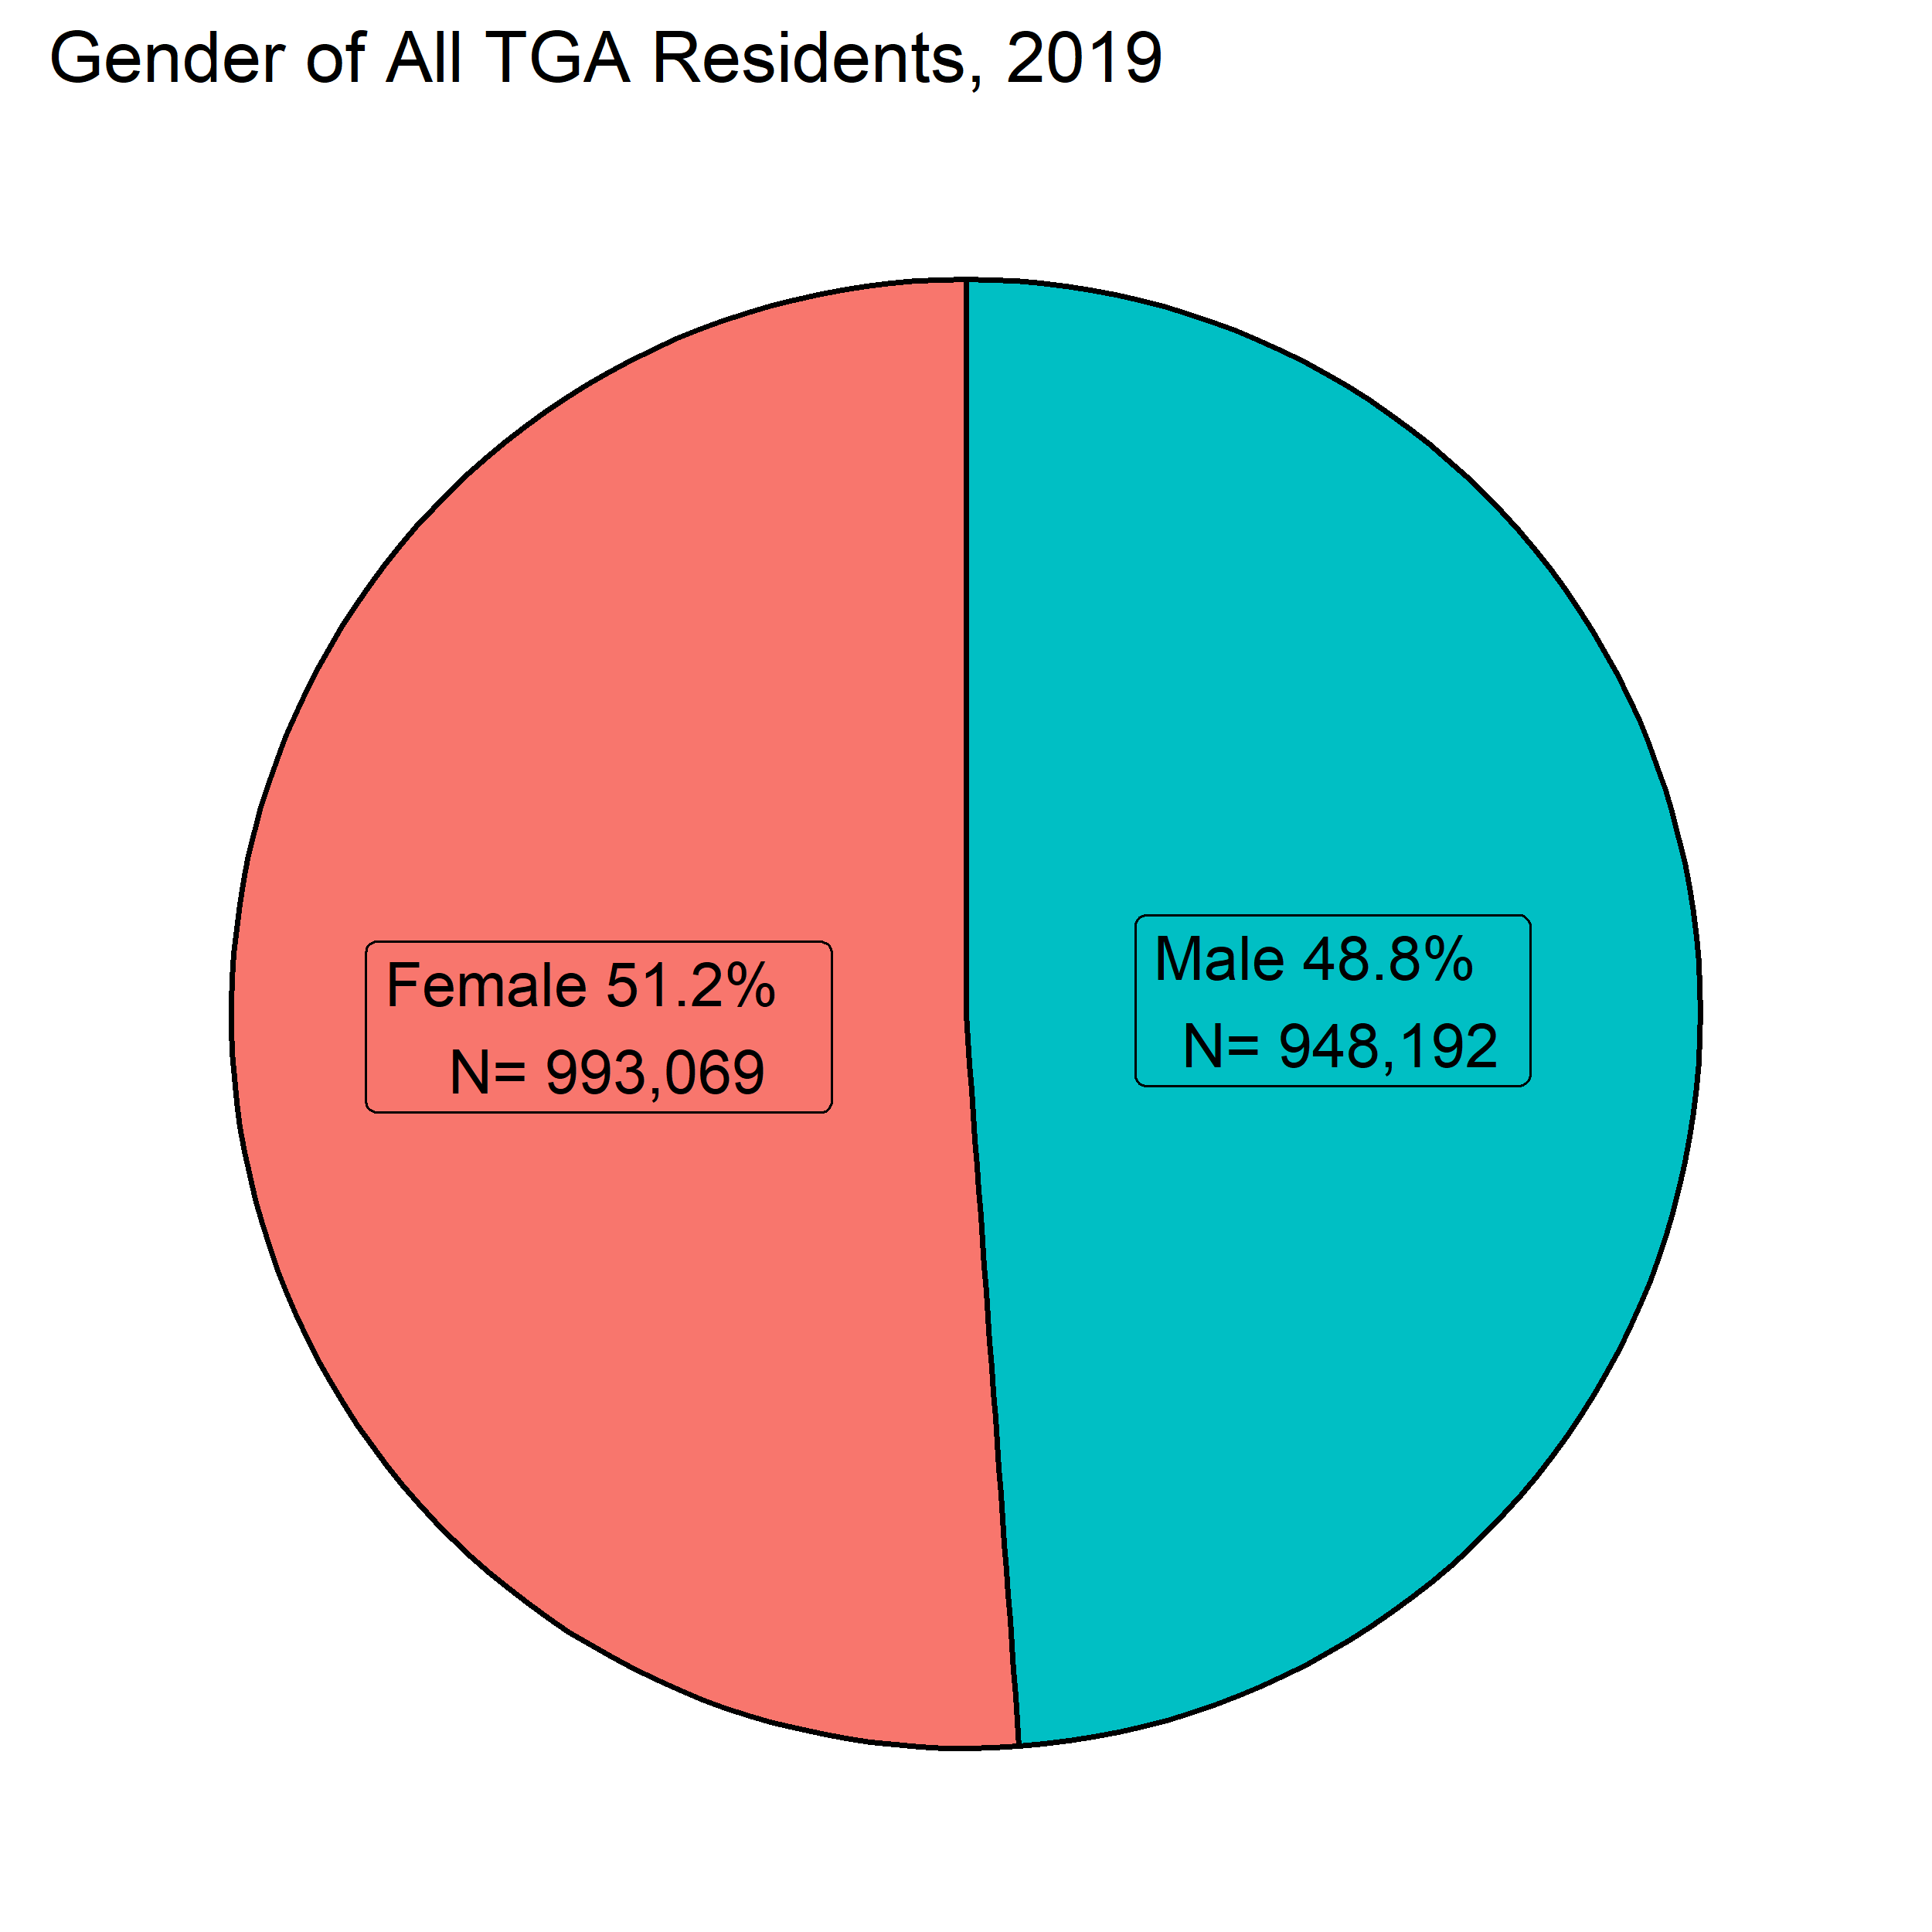 Gender of All TGA Residents, 2019
Female 51.2%
N= 993,069
Male 48.8%
N= 948,192